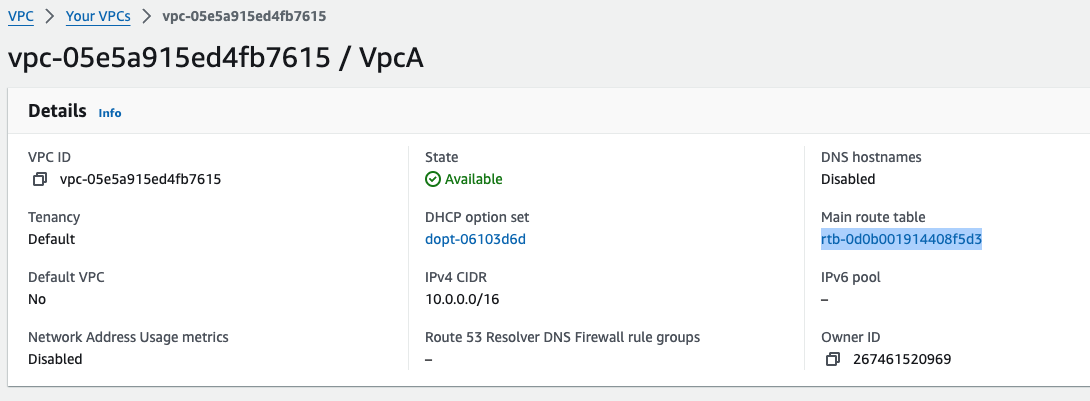 VPC > Your VPCs > vpc-05e5a915ed4fb7615
vpc-05e5a915ed4fb7615 / VpcA
Details Info
VPC ID
vpc-05e5a915ed4fb7615
State
Available
DNS hostnames
Disabled
Tenancy
Default
DHCP option set
dopt-06103d6d
Main route table
rtb-0d0b001914408f5d3
Default VPC
No
IPv4 CIDR
10.0.0.0/16
IPv6 pool
–
Network Address Usage metrics
Disabled
Route 53 Resolver DNS Firewall rule groups
–
Owner ID
267461520969